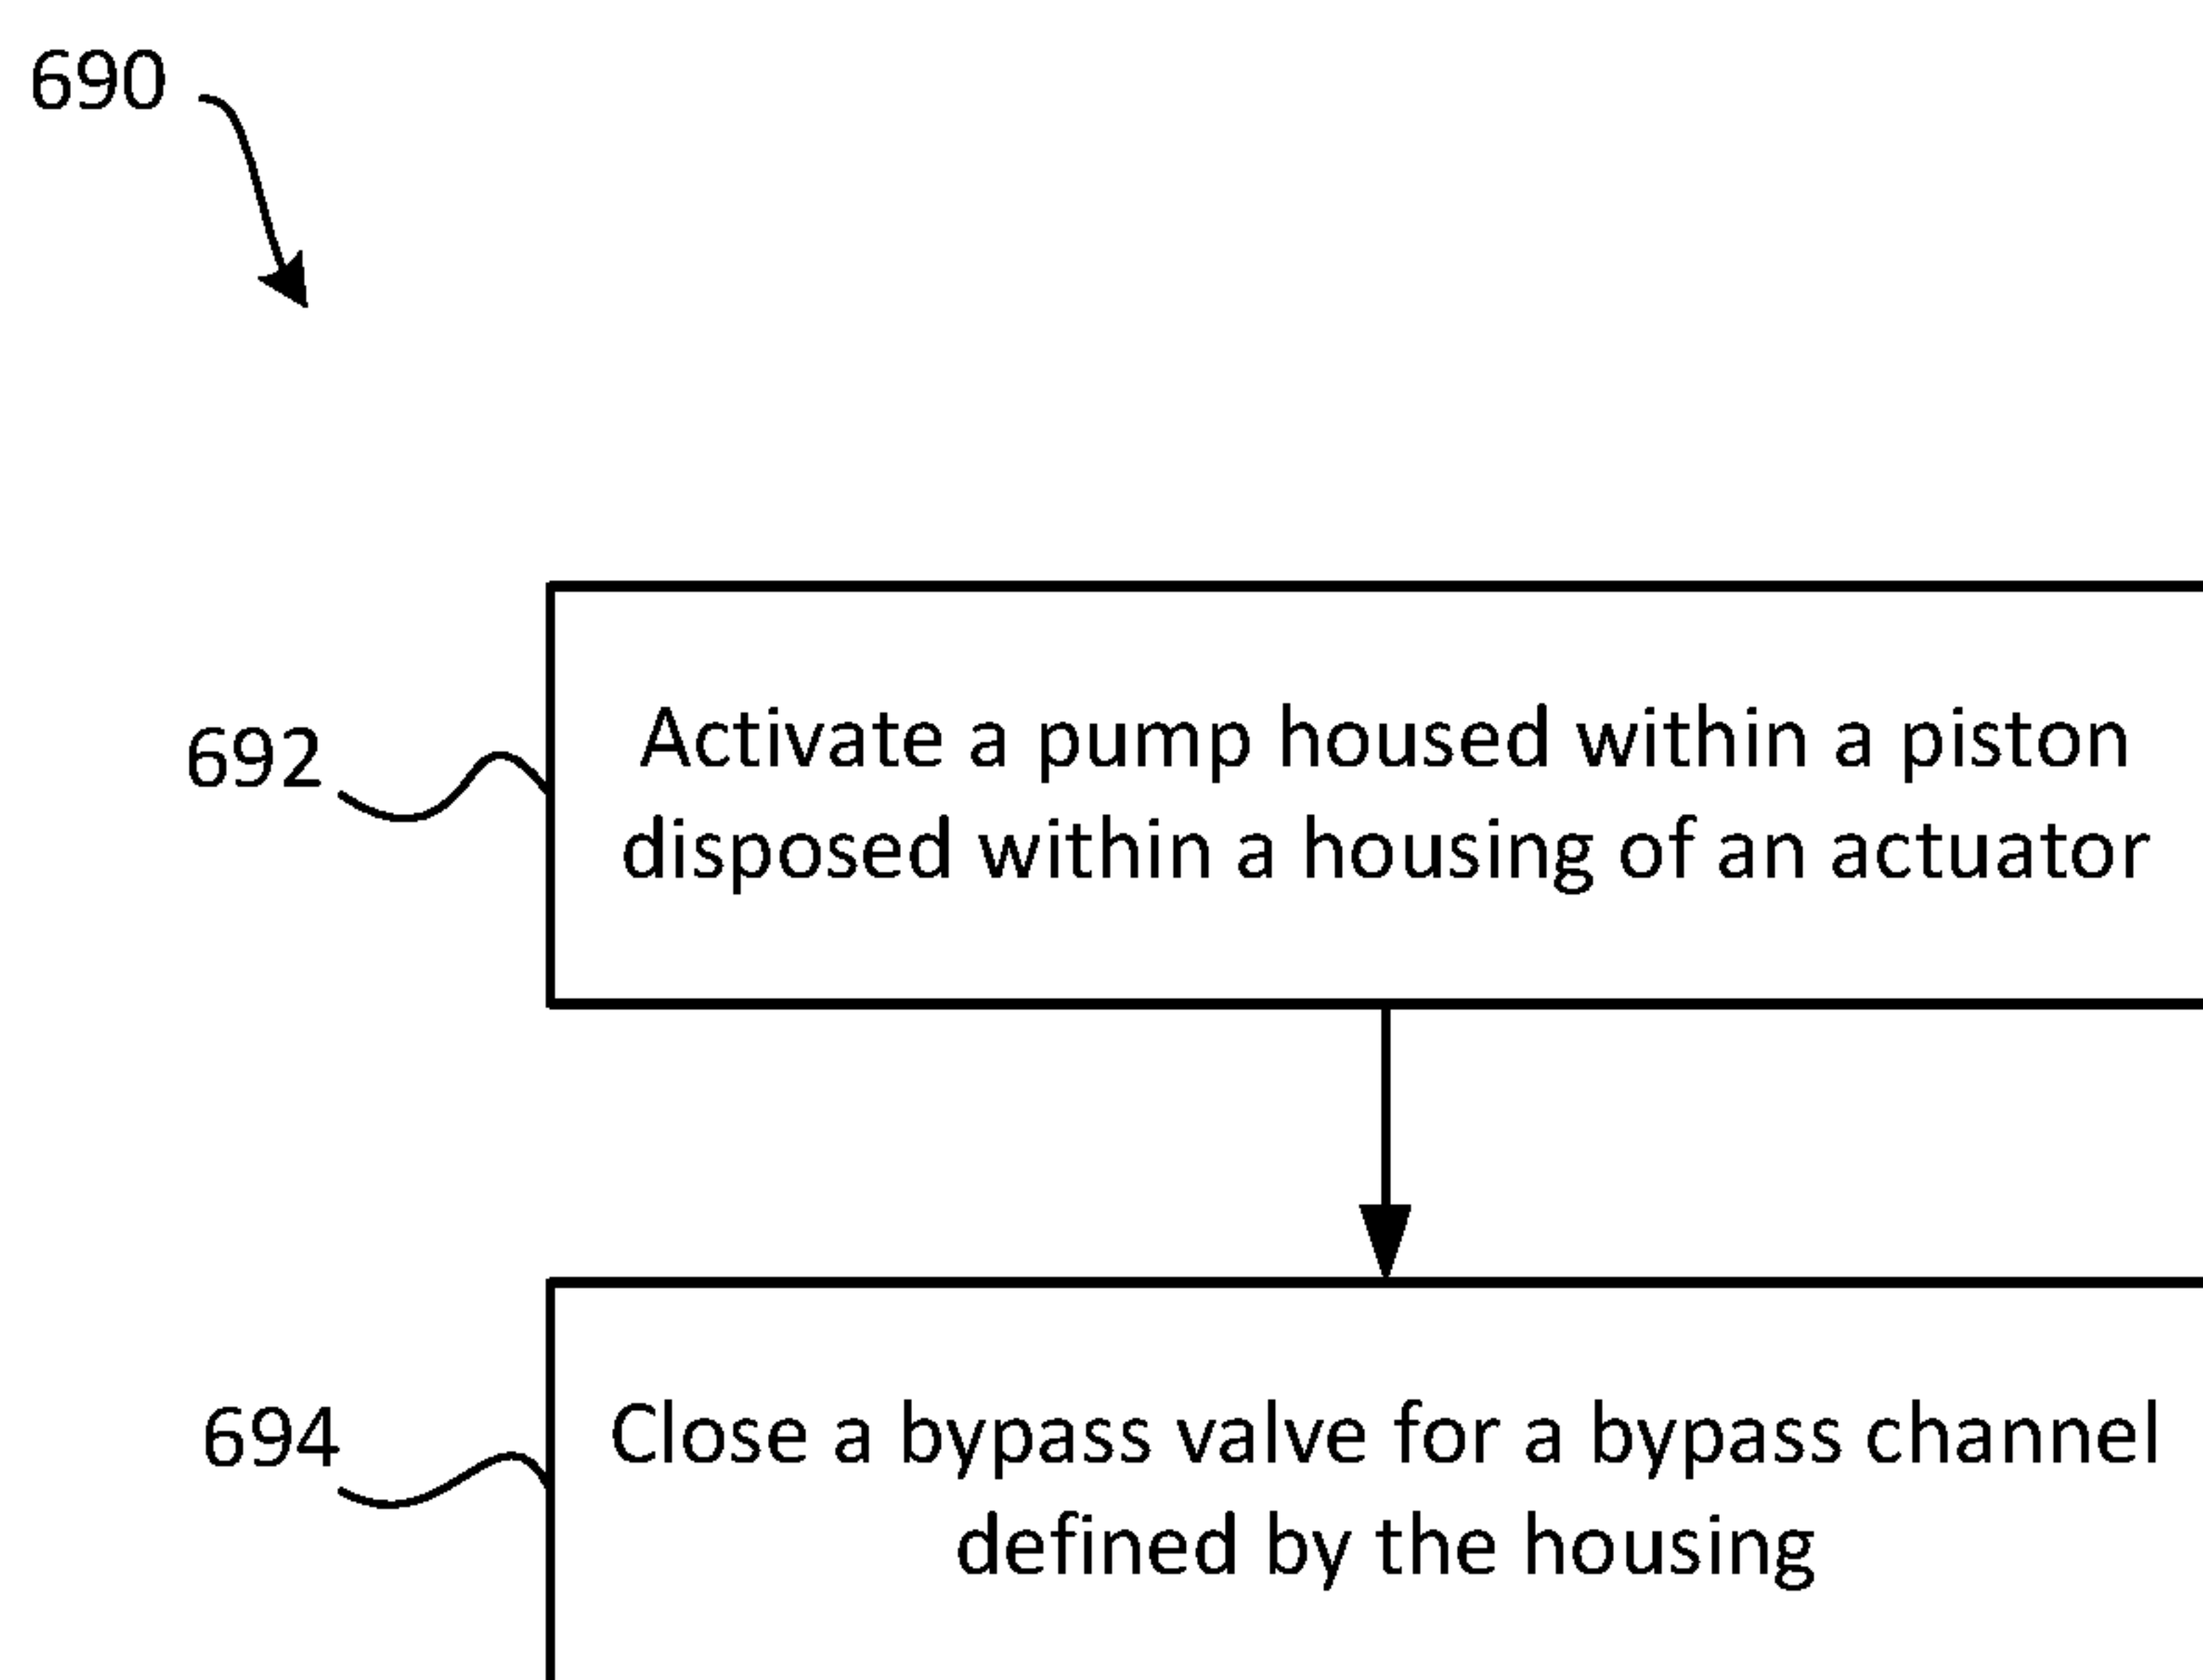 690
692
Activate a pump housed within a piston
disposed within a housing of an actuator
694
Close a bypass valve for a bypass channel
defined by the housing